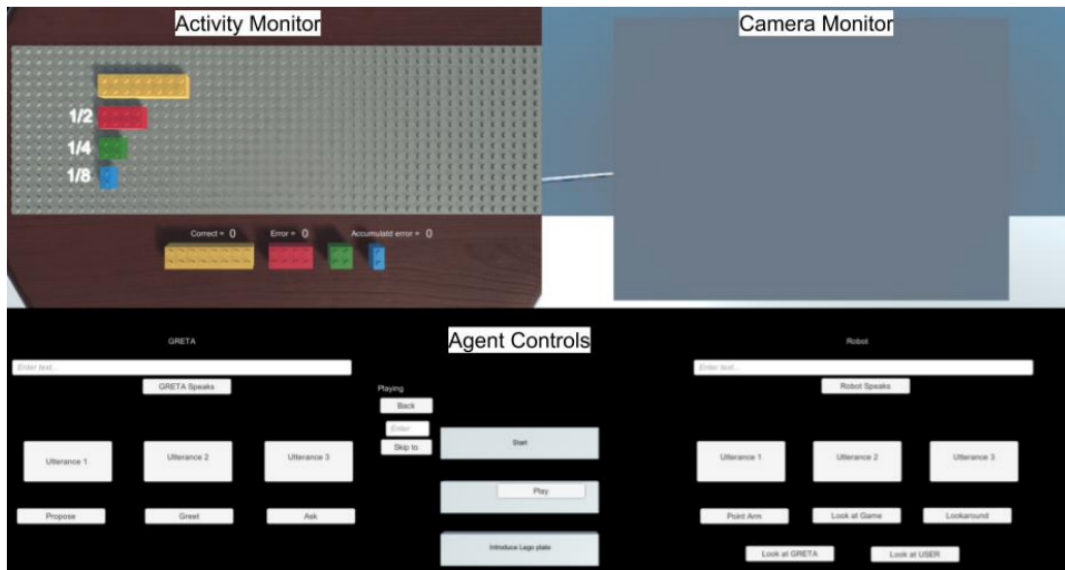 Activity Monitor
Camera Monitor
1/2
1/4
1/8
Correct = 0 Error = 0 Accumulatd error = 0
GRETA
Agent Controls
Robot
Enter text...
Enter text...
GRETA Speaks
Robot Speaks
Playing
Back
Enter
Skip to
Start
Play
Introduce Lego plate
Utterance 1
Utterance 2
Utterance 3
Propose
Greet
Ask
Utterance 1
Utterance 2
Utterance 3
Point Arm
Look at Game
Lookaround
Look at GRETA
Look at USER